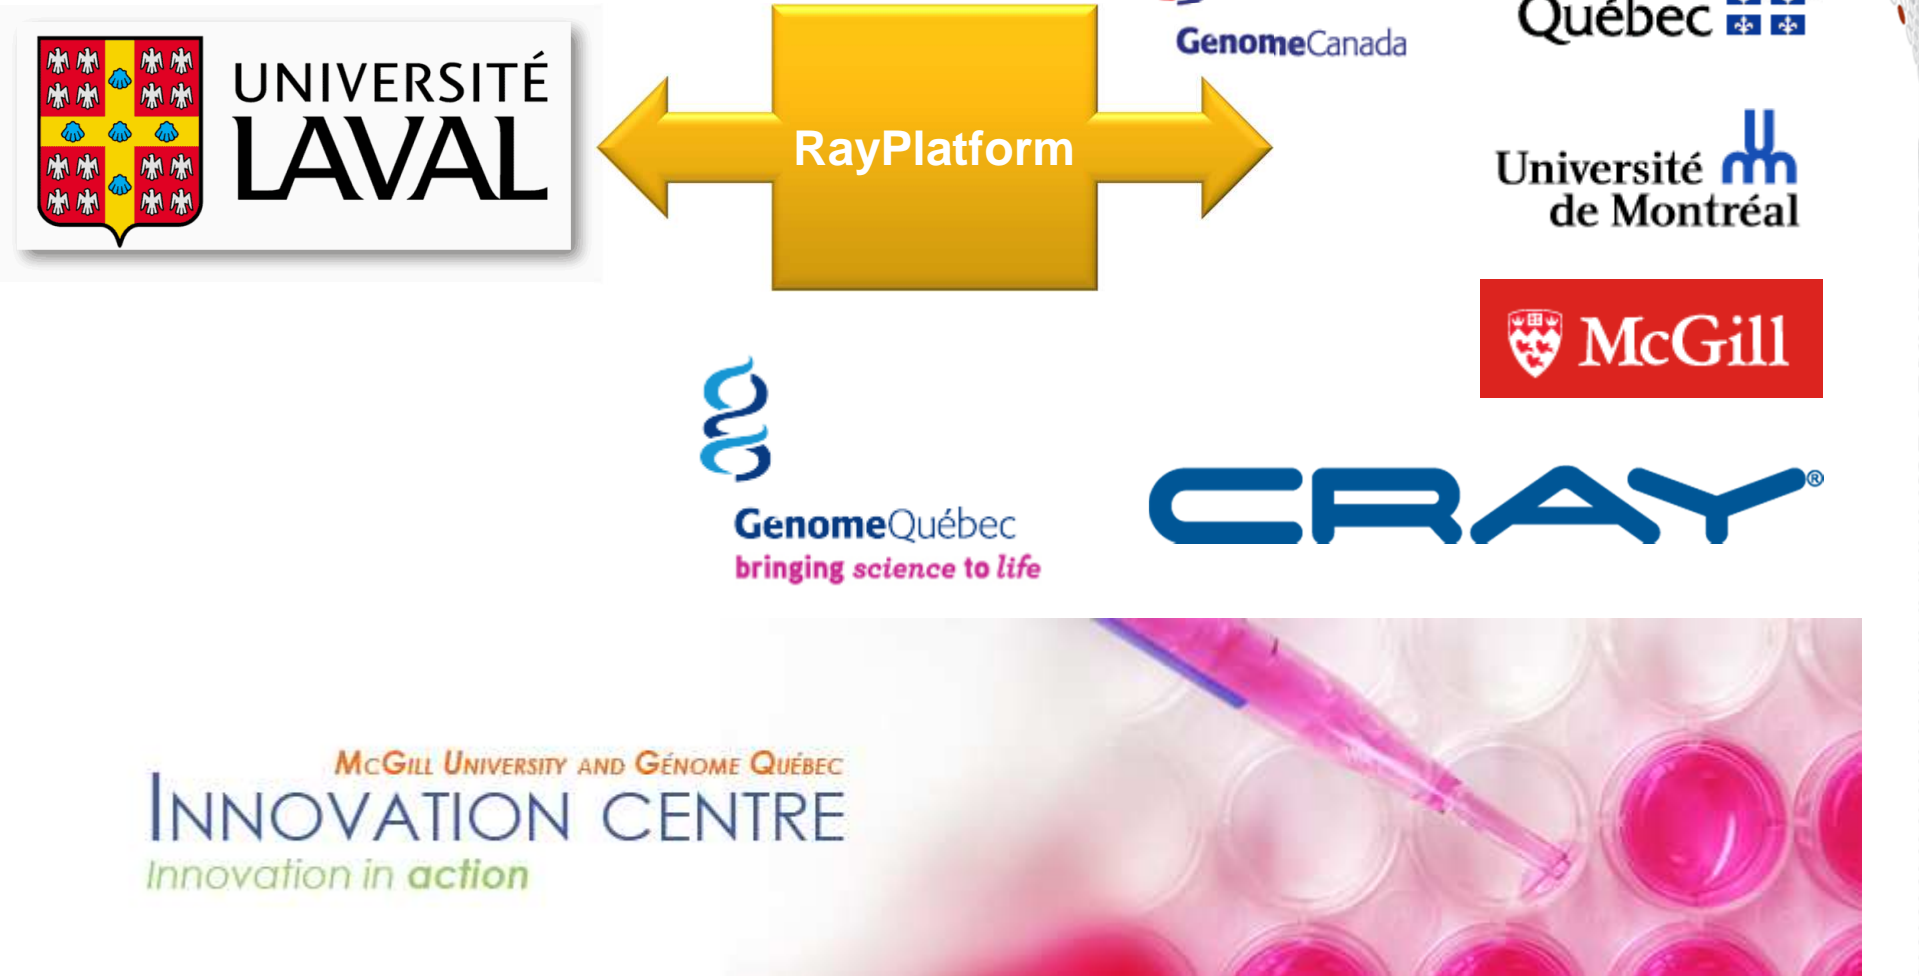 UNIVERSITÉ
LAVAL
RayPlatform
GenomeCanada
Québec
Université
de Montréal
McGill
GenomeQuébec
bringing science to life
CRAY®
McGill University and Génome Québec
Innovation Centre
Innovation in action